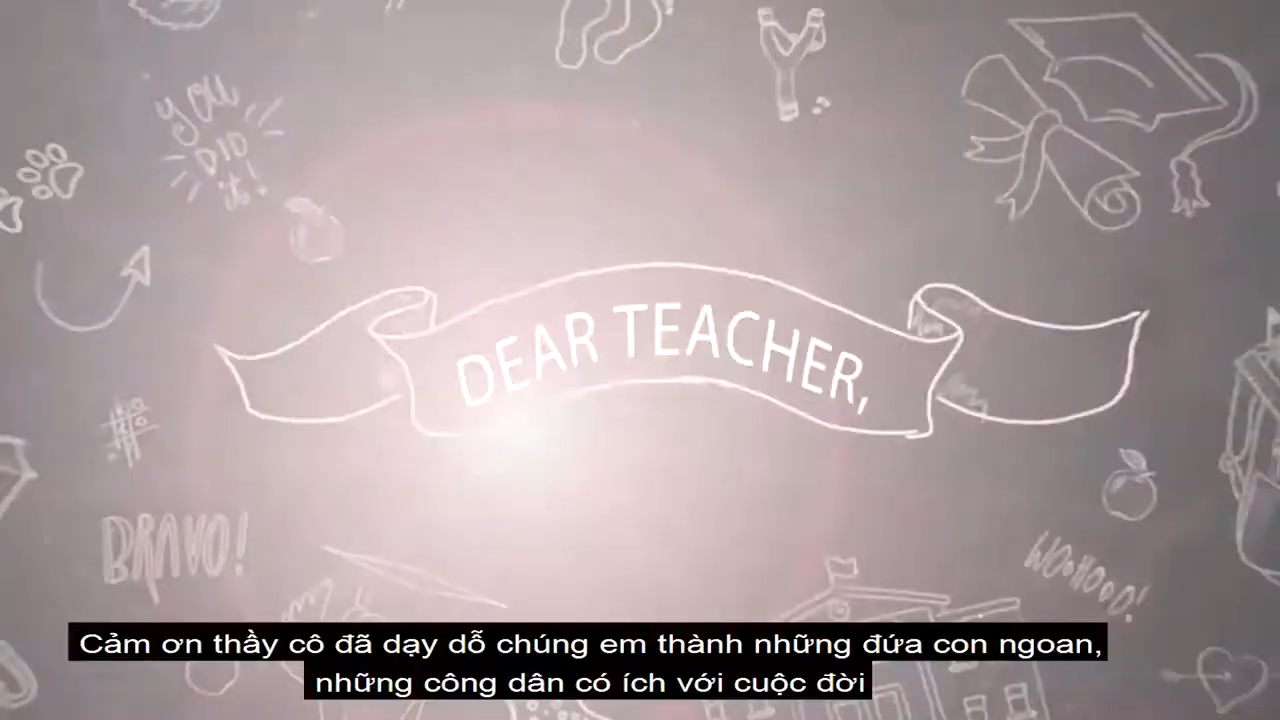 you
DID
it!
DEAR TEACHER,
#
BRAVO!
WOOHOOO!
Cảm ơn thầy cô đã dạy dỗ chúng em thành những đứa con ngoan,
những công dân có ích với cuộc đời